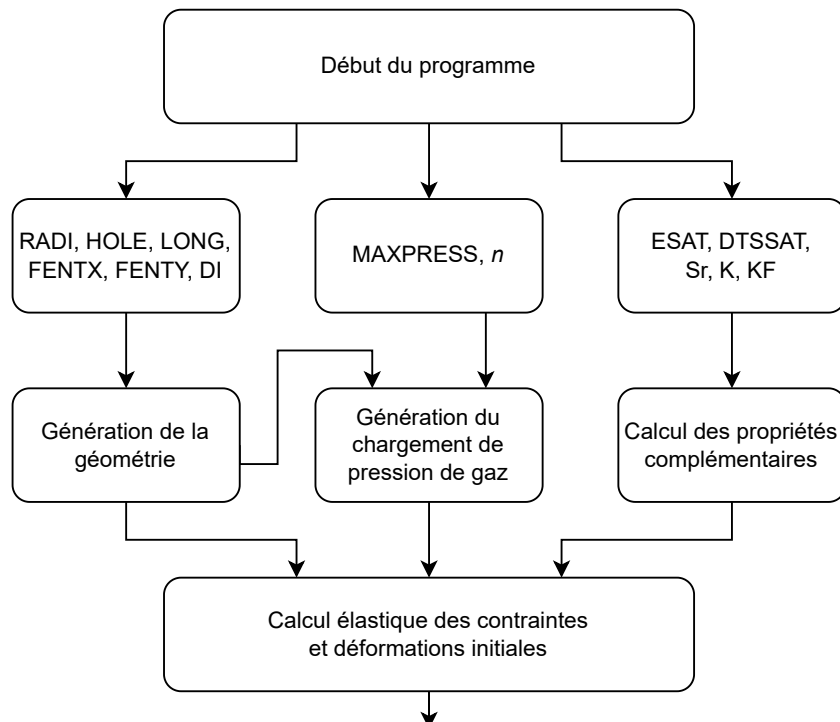 Début du programme
RADI, HOLE, LONG,
FENTX, FENTY, DI
MAXPRESS, n
ESAT, DTSSAT,
Sr, K, KF
Génération de la
géométrie
Génération du
chargement de
pression de gaz
Calcul des propriétés
complémentaires
Calcul élastique des contraintes
et déformations initiales